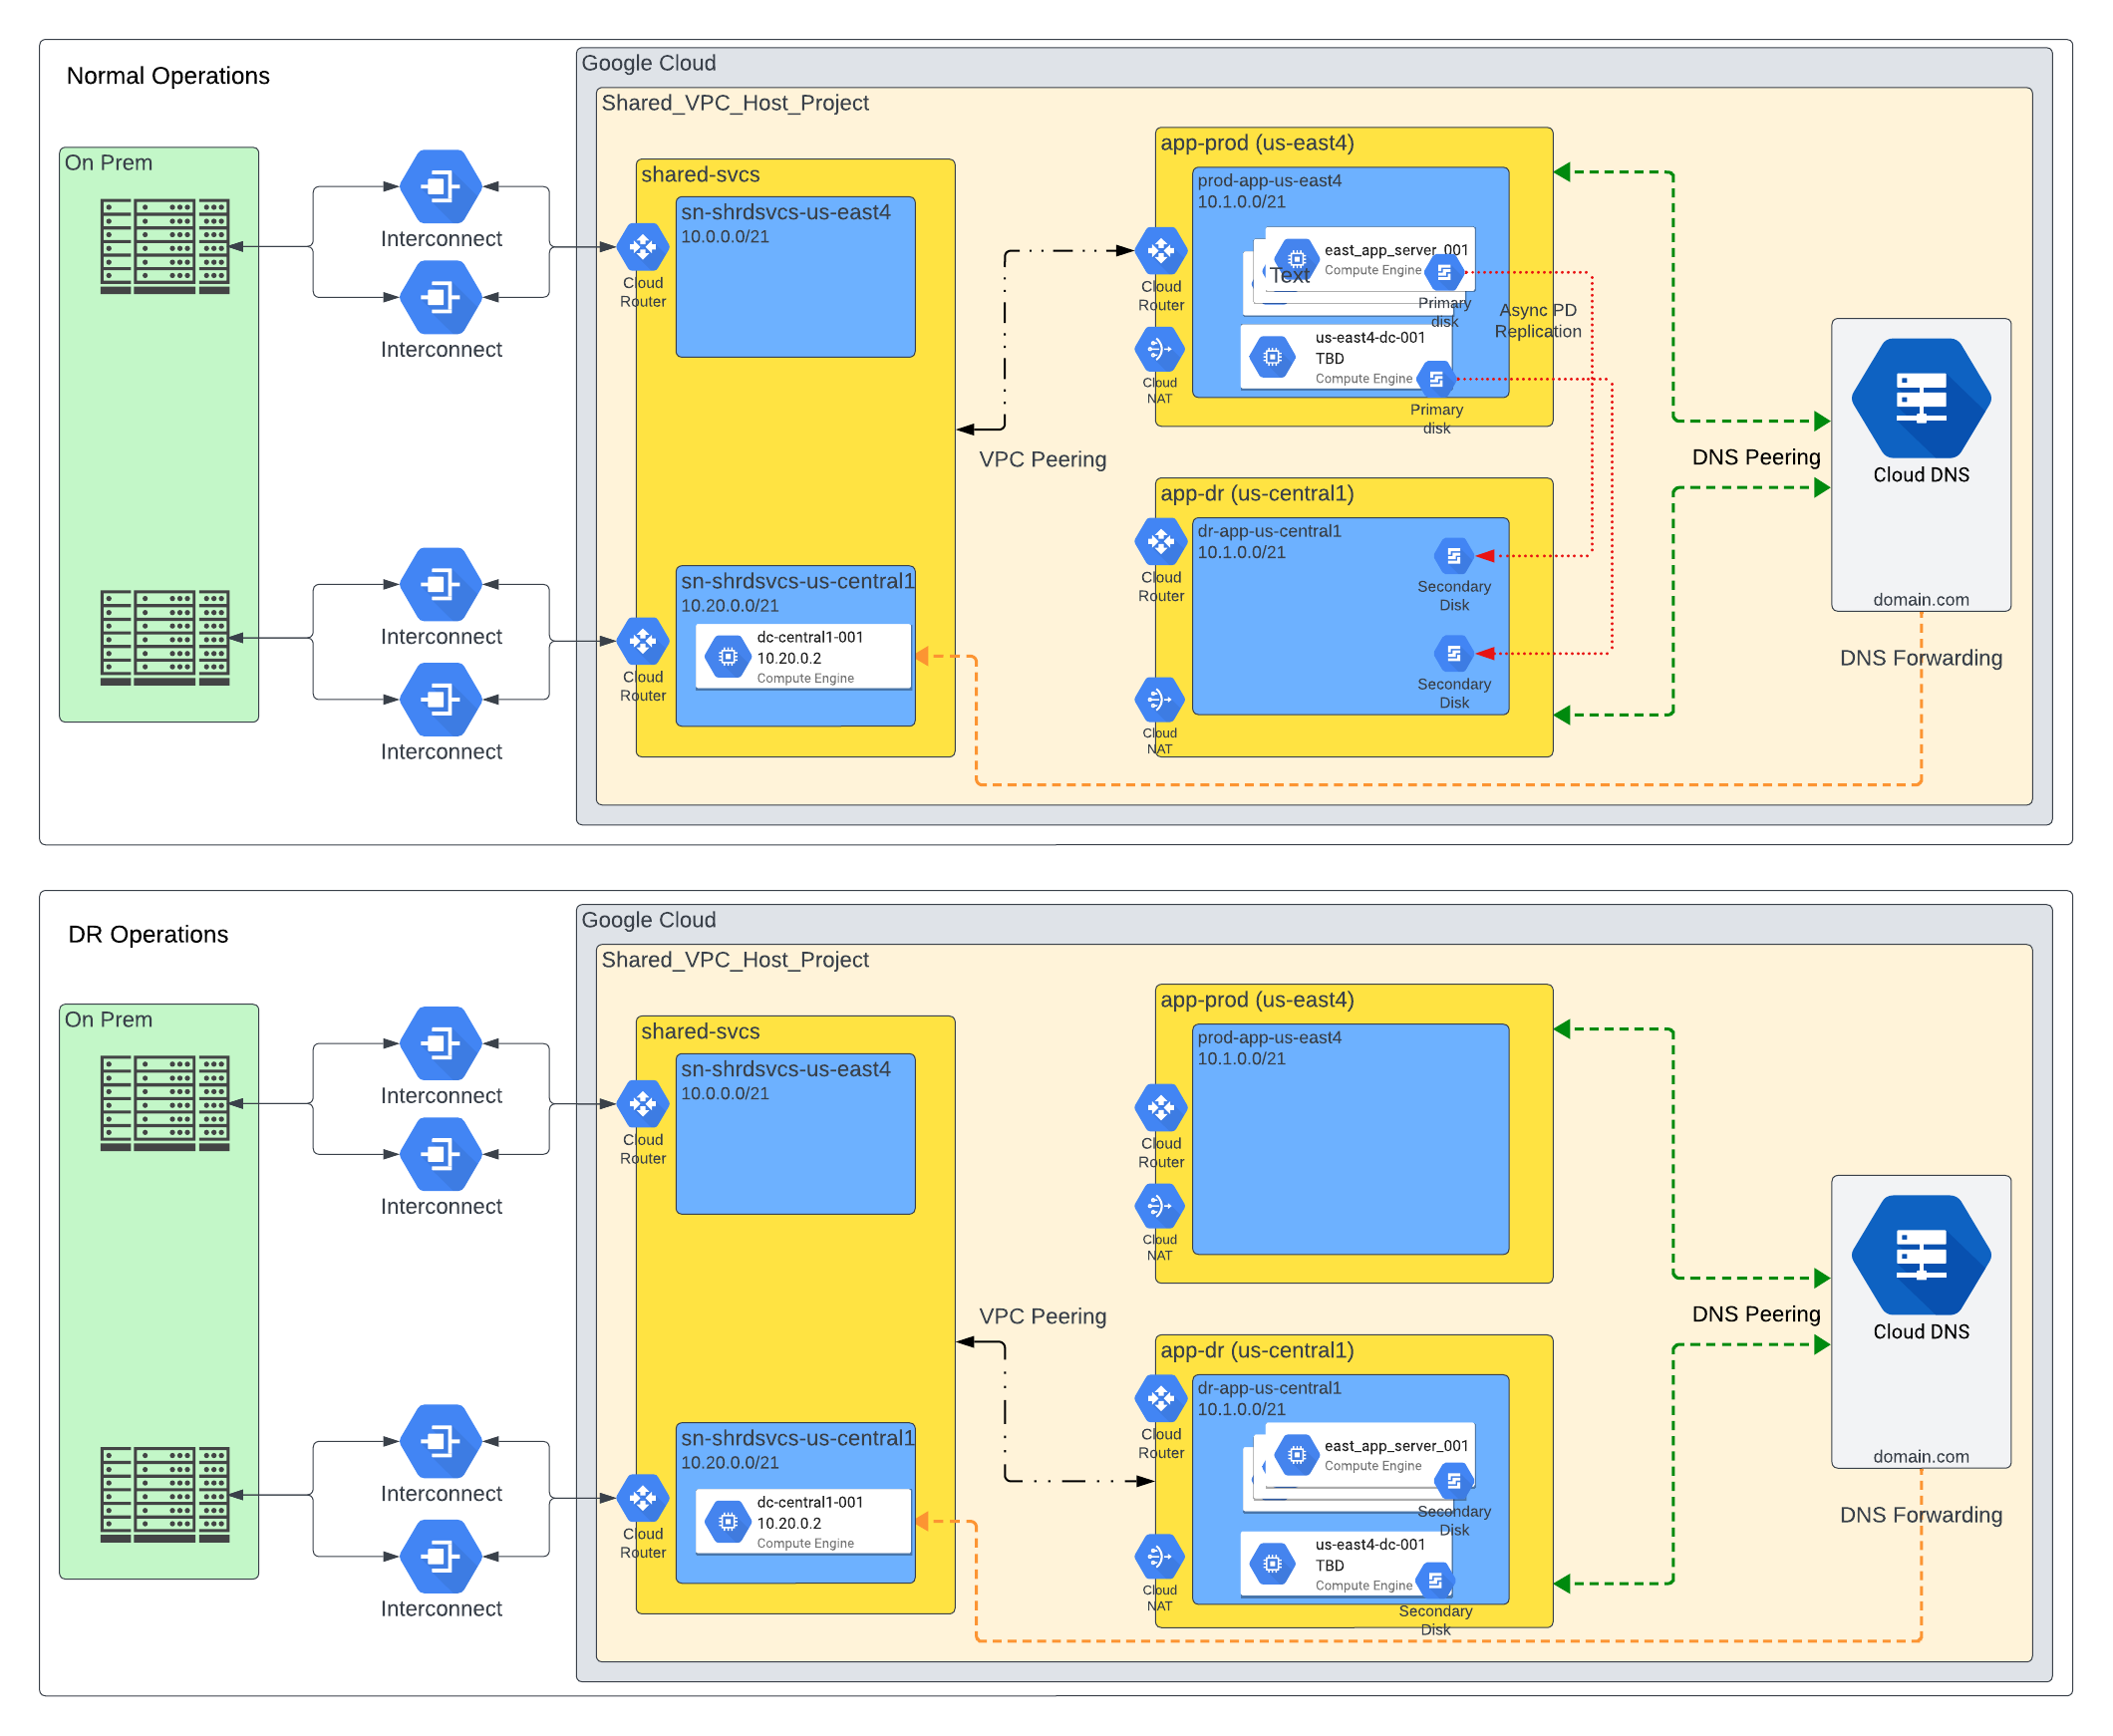 Normal Operations
Google Cloud
Shared_VPC_Host_Project
On Prem
Interconnect
Interconnect
Interconnect
Interconnect
shared-svcs
sn-shrdsvcs-us-east4
10.0.0.0/21
Cloud
Router
sn-shrdsvcs-us-central1
10.20.0.0/21
dc-central1-001
10.20.0.2
Compute Engine
Cloud
Router
VPC Peering
app-prod (us-east4)
prod-app-us-east4
10.1.0.0/21
Cloud
Router
Cloud
NAT
east_app_server_001
Compute Engine
Text
Primary
disk
us-east4-dc-001
TBD
Compute Engine
Primary
disk
Async PD
Replication
app-dr (us-central1)
dr-app-us-central1
10.1.0.0/21
Cloud
Router
Cloud
NAT
Secondary
Disk
Secondary
Disk
DNS Peering
Cloud DNS
domain.com
DNS Forwarding
DR Operations
Google Cloud
Shared_VPC_Host_Project
On Prem
Interconnect
Interconnect
Interconnect
Interconnect
shared-svcs
sn-shrdsvcs-us-east4
10.0.0.0/21
Cloud
Router
sn-shrdsvcs-us-central1
10.20.0.0/21
dc-central1-001
10.20.0.2
Compute Engine
Cloud
Router
VPC Peering
app-prod (us-east4)
prod-app-us-east4
10.1.0.0/21
Cloud
Router
Cloud
NAT
app-dr (us-central1)
dr-app-us-central1
10.1.0.0/21
Cloud
Router
Cloud
NAT
east_app_server_001
Compute Engine
Secondary
Disk
us-east4-dc-001
TBD
Compute Engine
Secondary
Disk
DNS Peering
Cloud DNS
domain.com
DNS Forwarding